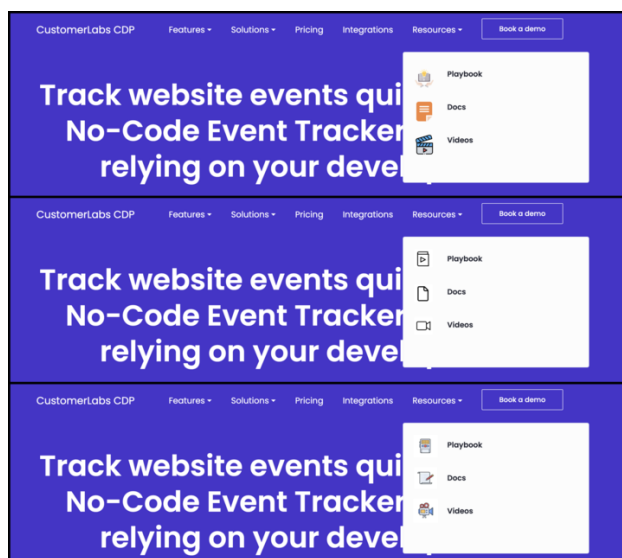 CustomerLabs CDP Features Solutions Pricing Integrations Resources Book a demo
Playbook
Docs
Videos
Track website events qui
No-Code Event Tracker
relying on your devel
CustomerLabs CDP Features Solutions Pricing Integrations Resources Book a demo
Playbook
Docs
Videos
Track website events qui
No-Code Event Tracker
relying on your devel
CustomerLabs CDP Features Solutions Pricing Integrations Resources Book a demo
Playbook
Docs
Videos
Track website events qui
No-Code Event Tracker
relying on your deve